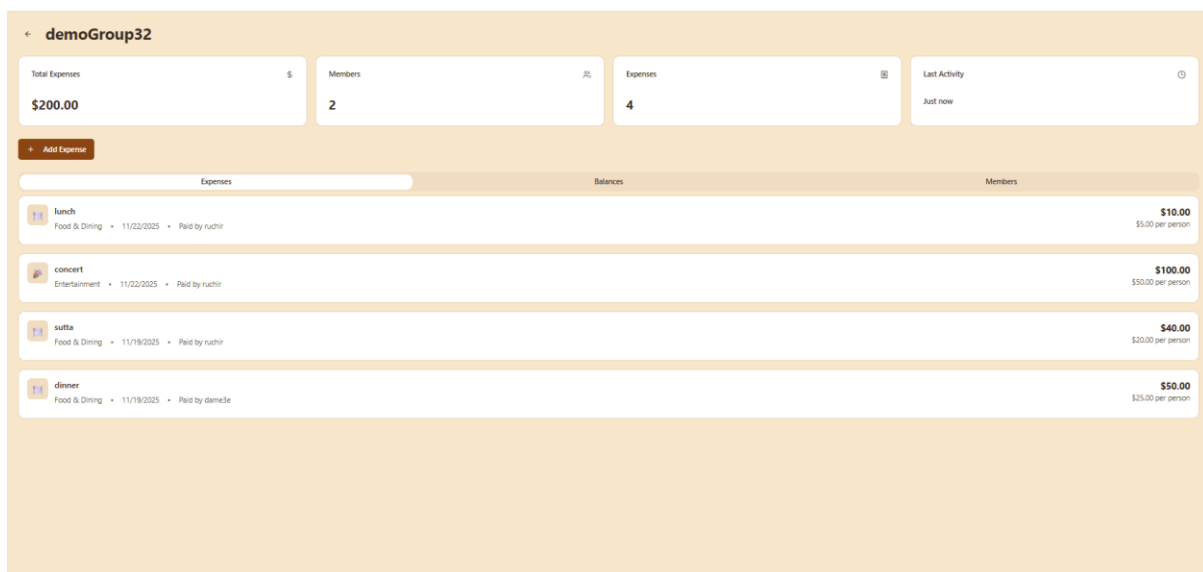 ← demoGroup32
Total Expenses $
$200.00
Members
2
Expenses
4
Last Activity
Just now
+ Add Expense
Expenses Balances Members
lunch $10.00
Food & Dining • 11/22/2025 • Paid by ruchir $5.00 per person
concert $100.00
Entertainment • 11/22/2025 • Paid by ruchir $50.00 per person
sutta $40.00
Food & Dining • 11/19/2025 • Paid by ruchir $20.00 per person
dinner $50.00
Food & Dining • 11/19/2025 • Paid by dame3e $25.00 per person